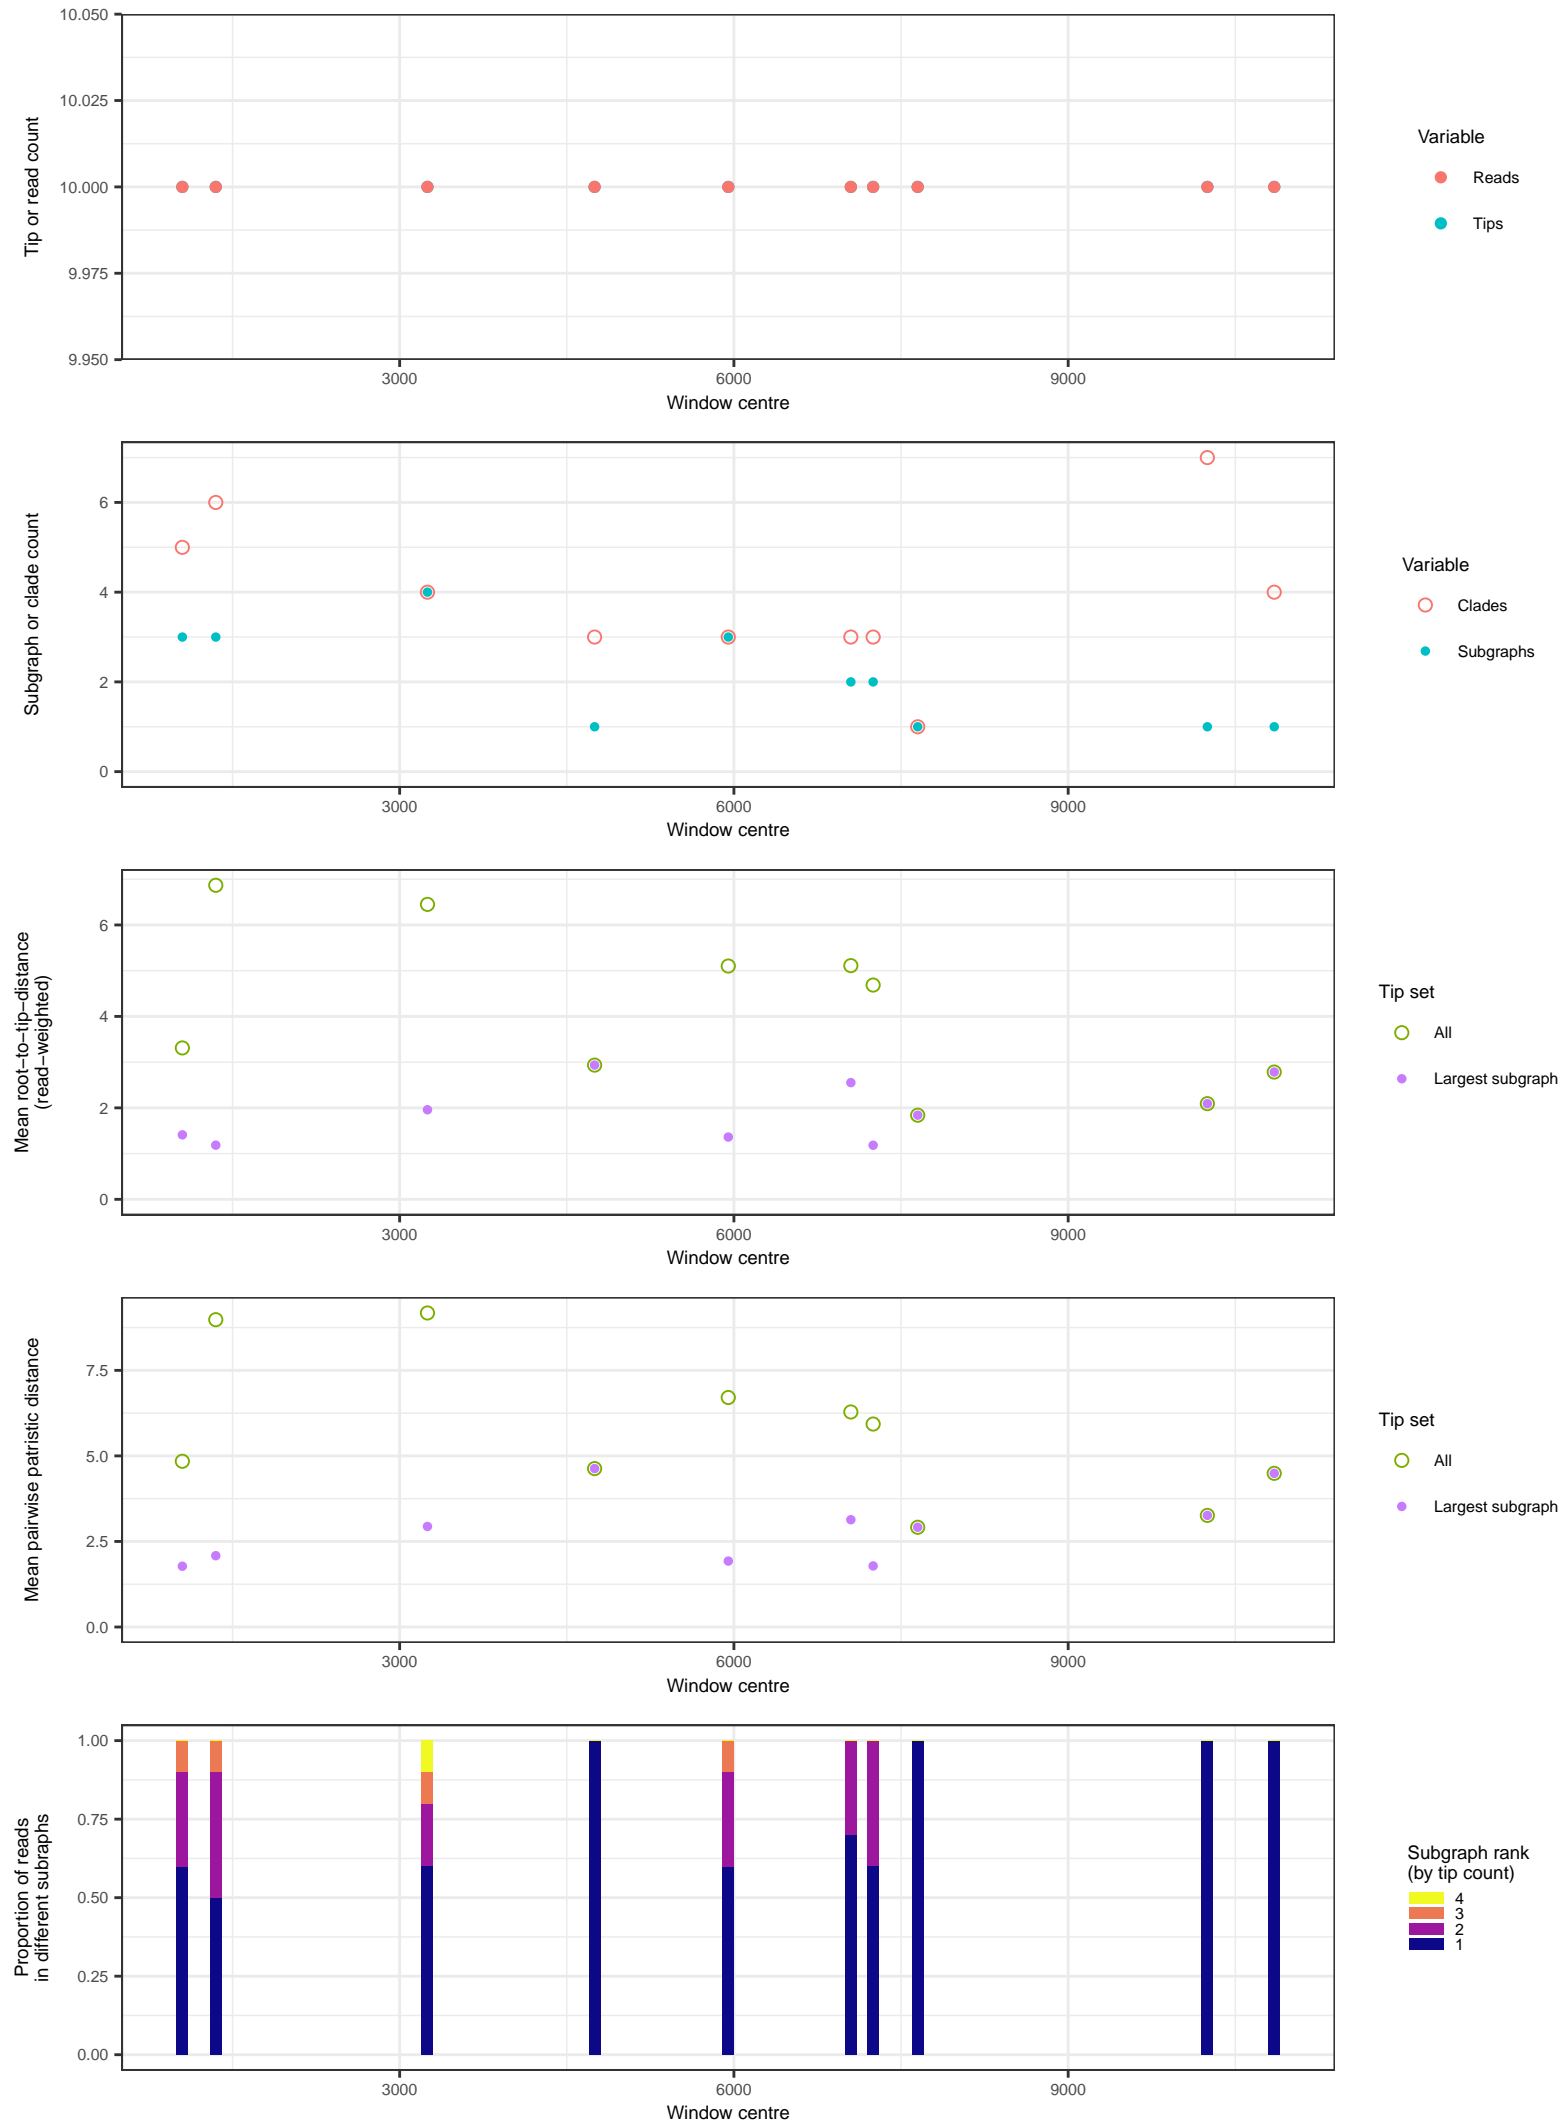 10.050
10.025
10.000
9.975
9.950
Tip or read count
3000
6000
9000
Window centre
Variable
Reads
Tips
6
4
2
0
Subgraph or clade count
3000
6000
9000
Window centre
Variable
Clades
Subgraphs
6
4
2
0
Mean root−to−tip−distance
(read−weighted)
3000
6000
9000
Window centre
Tip set
All
Largest subgraph
7.5
5.0
2.5
0.0
Mean pairwise patristic distance
3000
6000
9000
Window centre
Tip set
All
Largest subgraph
1.00
0.75
0.50
0.25
0.00
Proportion of reads
in different subraphs
3000
6000
9000
Window centre
Subgraph rank
(by tip count)
4
3
2
1